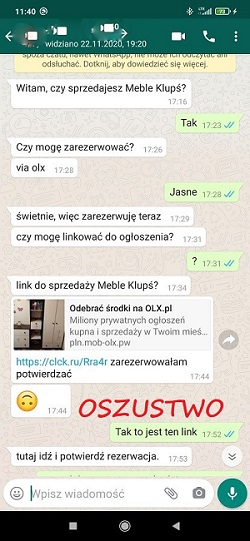 11:40
widziano 22.11.2020, 19:20
spoza czatu, nawet WhatsApp, nie może ich odczytać ani
odsłuchać. Dotknij, aby dowiedzieć się więcej.
Witam, czy sprzedajesz Meble Klupś?
17:16
Tak 17:23
Czy mogę zarezerwować? 17:26
via olx 17:28
Jasne 17:28
świetnie, więc zarezerwuję teraz 17:29
czy mogę linkować do ogłoszenia? 17:31
? 17:31
link do sprzedaży Meble Klupś? 17:34
Odebrać środki na OLX.pl
Miliony prywatnych ogłoszeń
kupna i sprzedaży w Twoim mieś...
pln.mob-olx.pw
https://clck.ru/Rra4r zarezerwowałam
potwierdzać 17:44
17:44
OSZUSTWO
Tak to jest ten link 17:52
tutaj idź i potwierdź rezerwacja. 17:53
Wpisz wiadomość